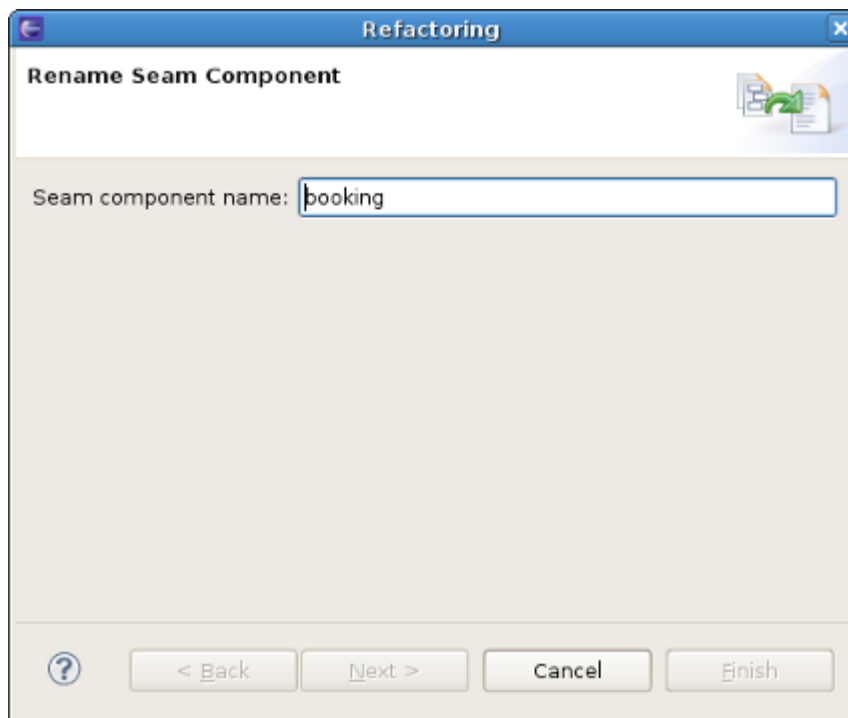 Refactoring
Rename Seam Component
Seam component name: booking
? < Back Next > Cancel Finish